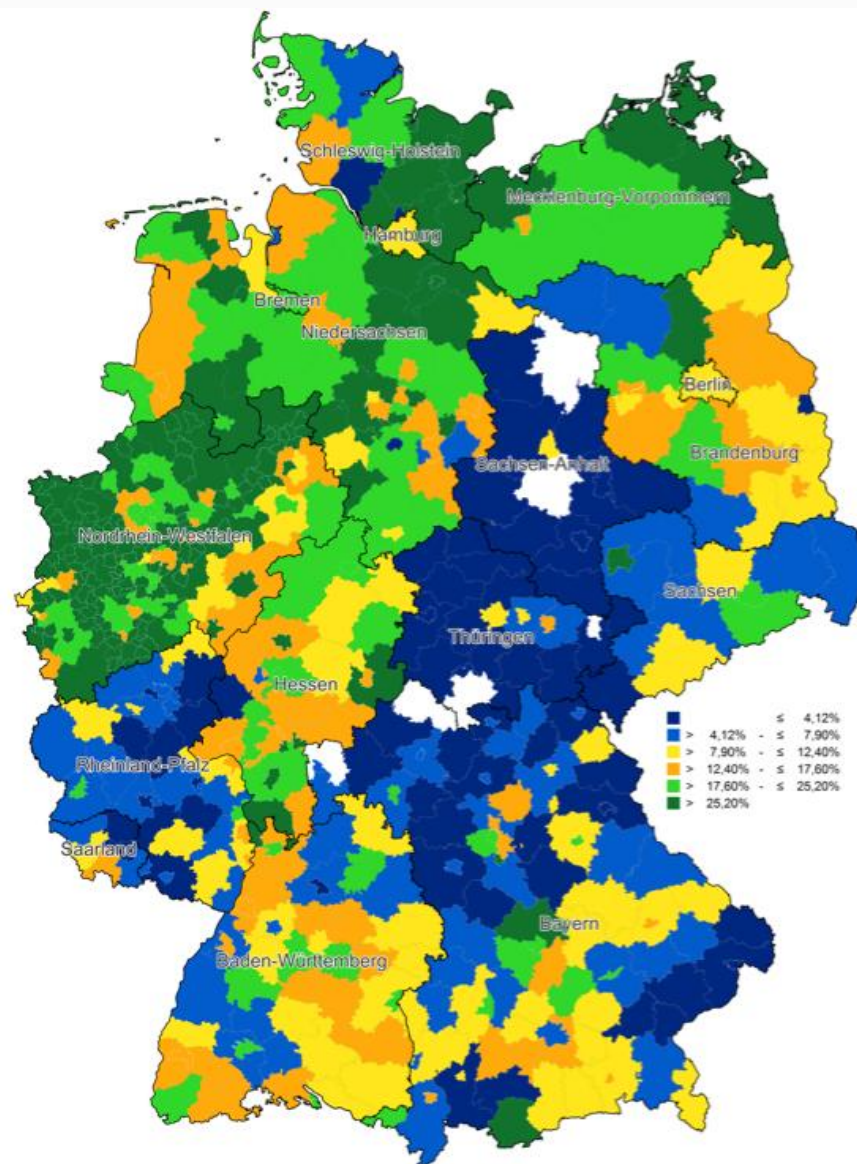 Schleswig-Holstein
Mecklenburg-Vorpommern
Hamburg
Bremen
Niedersachsen
Berlin
Sachsen-Anhalt
Brandenburg
Nordrhein-Westfalen
Sachsen
Thüringen
Hessen
≤ 4,12%
> 4,12% - ≤ 7,90%
> 7,90% - ≤ 12,40%
> 12,40% - ≤ 17,60%
> 17,60% - ≤ 25,20%
> 25,20%
Rheinland-Pfalz
Saarland
Bayern
Baden-Württemberg